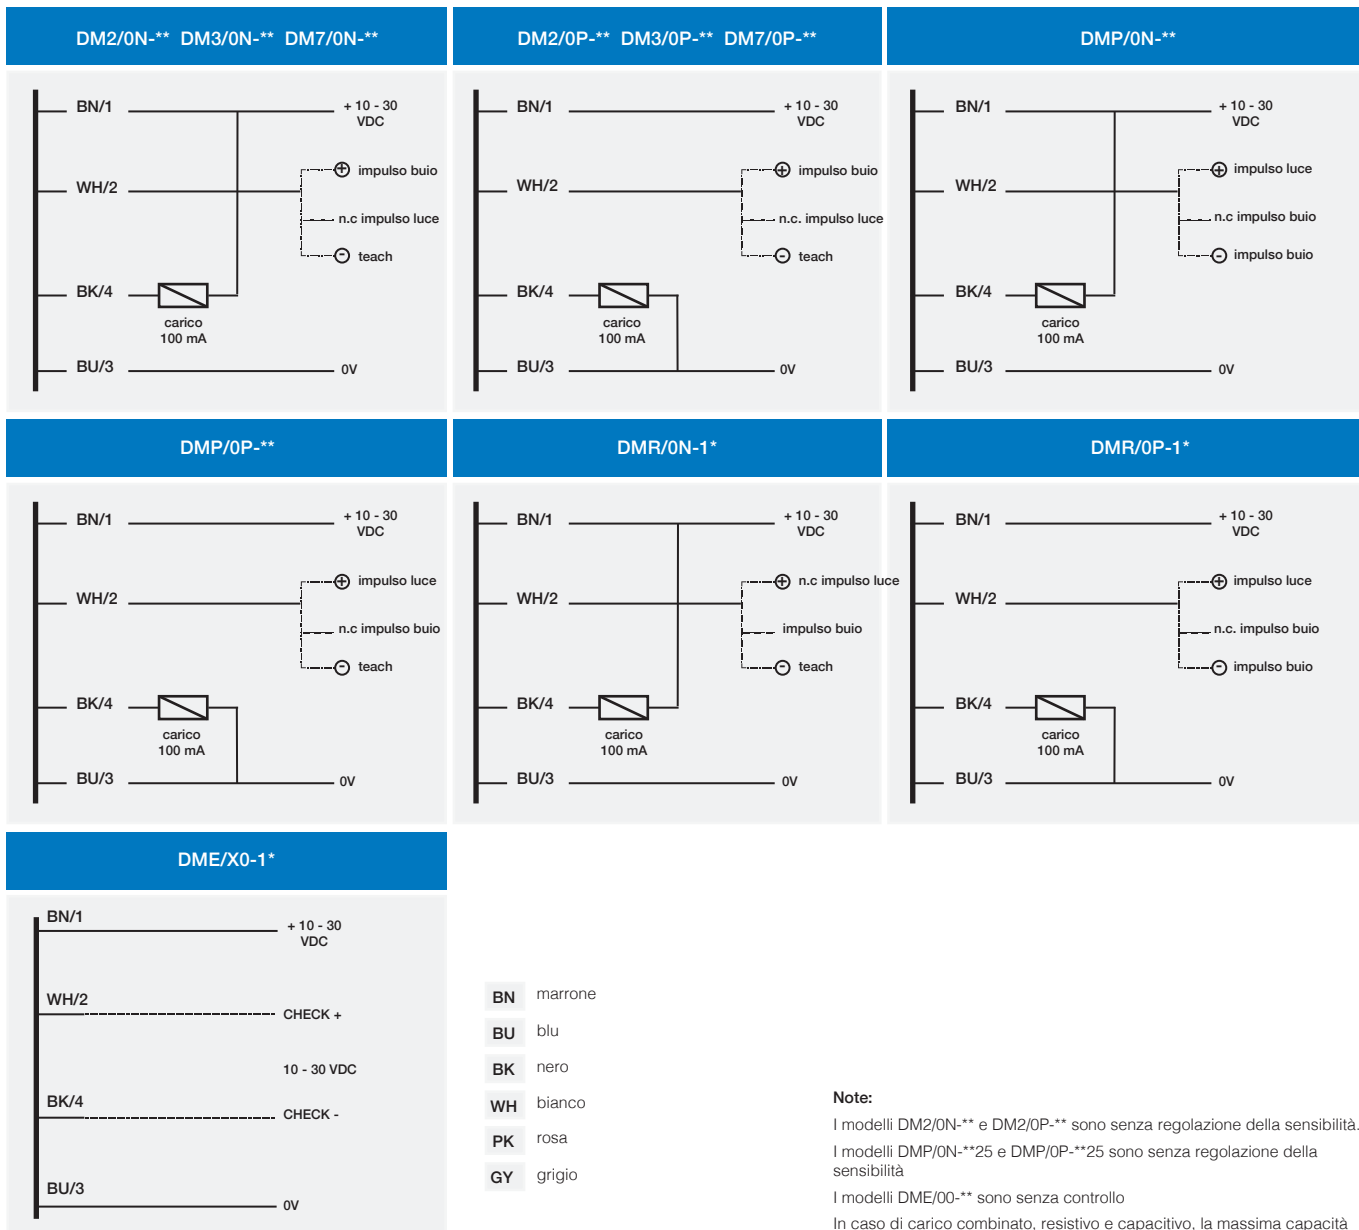 DM2/0N-** DM3/0N-** DM7/0N-**
BN/1
+ 10 - 30
VDC
WH/2
+ impulso buio
n.c impulso luce
- teach
BK/4
carico
100 mA
BU/3
0V
DM2/0P-** DM3/0P-** DM7/0P-**
BN/1
+ 10 - 30
VDC
WH/2
+ impulso buio
n.c. impulso luce
- teach
BK/4
carico
100 mA
BU/3
0V
DMP/0N-**
BN/1
+ 10 - 30
VDC
WH/2
+ impulso luce
n.c impulso buio
- impulso buio
BK/4
carico
100 mA
BU/3
0V
DMP/0P-**
BN/1
+ 10 - 30
VDC
WH/2
+ impulso luce
n.c impulso buio
- teach
BK/4
carico
100 mA
BU/3
0V
DMR/0N-1*
BN/1
+ 10 - 30
VDC
WH/2
+ n.c impulso luce
impulso buio
- teach
BK/4
carico
100 mA
BU/3
0V
DMR/0P-1*
BN/1
+ 10 - 30
VDC
WH/2
+ impulso luce
n.c. impulso buio
- impulso buio
BK/4
carico
100 mA
BU/3
0V
DME/X0-1*
BN/1
+ 10 - 30
VDC
WH/2
CHECK +
10 - 30 VDC
BK/4
CHECK -
BU/3
0V
BN marrone
BU blu
BK nero
WH bianco
PK rosa
GY grigio
Note:
I modelli DM2/0N-** e DM2/0P-** sono senza regolazione della sensibilità.
I modelli DMP/0N-**25 e DMP/0P-**25 sono senza regolazione della
sensibilità
I modelli DME/00-** sono senza controllo
In caso di carico combinato, resistivo e capacitivo, la massima capacità